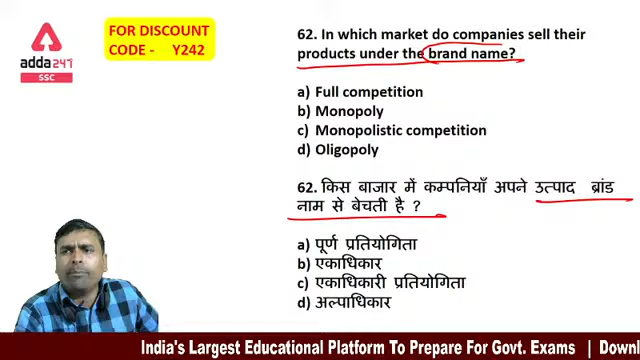 adda247
SSC
FOR DISCOUNT
CODE - Y242
62. In which market do companies sell their
products under the brand name?
a) Full competition
b) Monopoly
c) Monopolistic competition
d) Oligopoly
62. किस बाजार में कम्पनियाँ अपने उत्पाद ब्रांड
नाम से बेचती है ?
a) पूर्ण प्रतियोगिता
b) एकाधिकार
c) एकाधिकारी प्रतियोगिता
d) अल्पाधिकार
India's Largest Educational Platform To Prepare For Govt. Exams | Downl